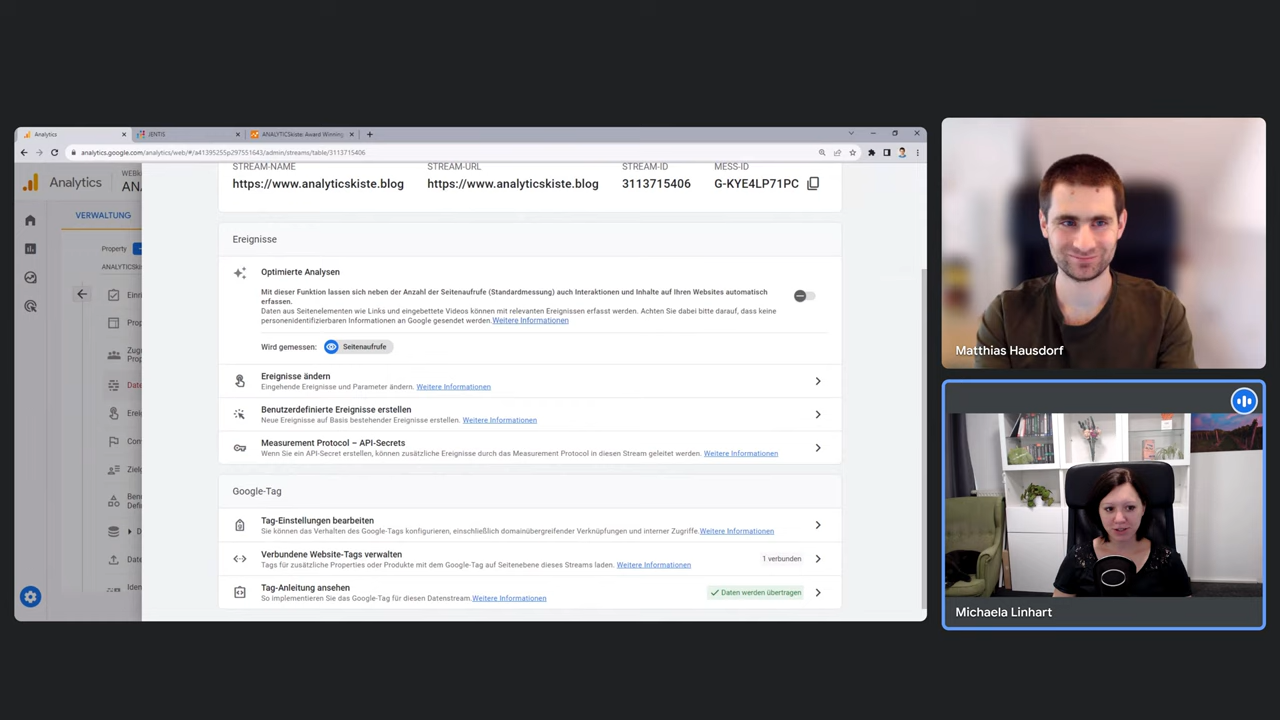 Analytics
JENTIS
ANALYTICSkiste: Award Winning
analytics.google.com/analytics/web/#/a41395255p297551643/admin/streams/table/3113715406
Analytics
VERWALTUNG
Property
STREAM-NAME
https://www.analyticskiste.blog
STREAM-URL
https://www.analyticskiste.blog
STREAM-ID
3113715406
MESS-ID
G-KYE4LP71PC
Ereignisse
Optimierte Analysen
Mit dieser Funktion lassen sich neben der Anzahl der Seitenaufrufe (Standardmessung) auch Interaktionen und Inhalte auf Ihren Websites automatisch
erfassen.
Daten aus Seitenelementen wie Links und eingebettete Videos können mit relevanten Ereignissen erfasst werden. Achten Sie dabei bitte darauf, dass keine
personenidentifizierbaren Informationen an Google gesendet werden.Weitere Informationen
Wird gemessen: Seitenaufrufe
Ereignisse ändern
Eingehende Ereignisse und Parameter ändern. Weitere Informationen
Benutzerdefinierte Ereignisse erstellen
Neue Ereignisse auf Basis bestehender Ereignisse erstellen. Weitere Informationen
Measurement Protocol – API-Secrets
Wenn Sie ein API-Secret erstellen, können zusätzliche Ereignisse durch das Measurement Protocol in diesen Stream geleitet werden. Weitere Informationen
Google-Tag
Tag-Einstellungen bearbeiten
Sie können das Verhalten des Google-Tags konfigurieren, einschließlich domainübergreifender Verknüpfungen und interner Zugriffe.Weitere Informationen
Verbundene Website-Tags verwalten
Tags für zusätzliche Properties oder Produkte mit dem Google-Tag auf Seitenebene dieses Streams laden. Weitere Informationen
1 verbunden
Tag-Anleitung ansehen
So implementieren Sie das Google-Tag für diesen Datenstream.Weitere Informationen
Daten werden übertragen
Matthias Hausdorf
Michaela Linhart